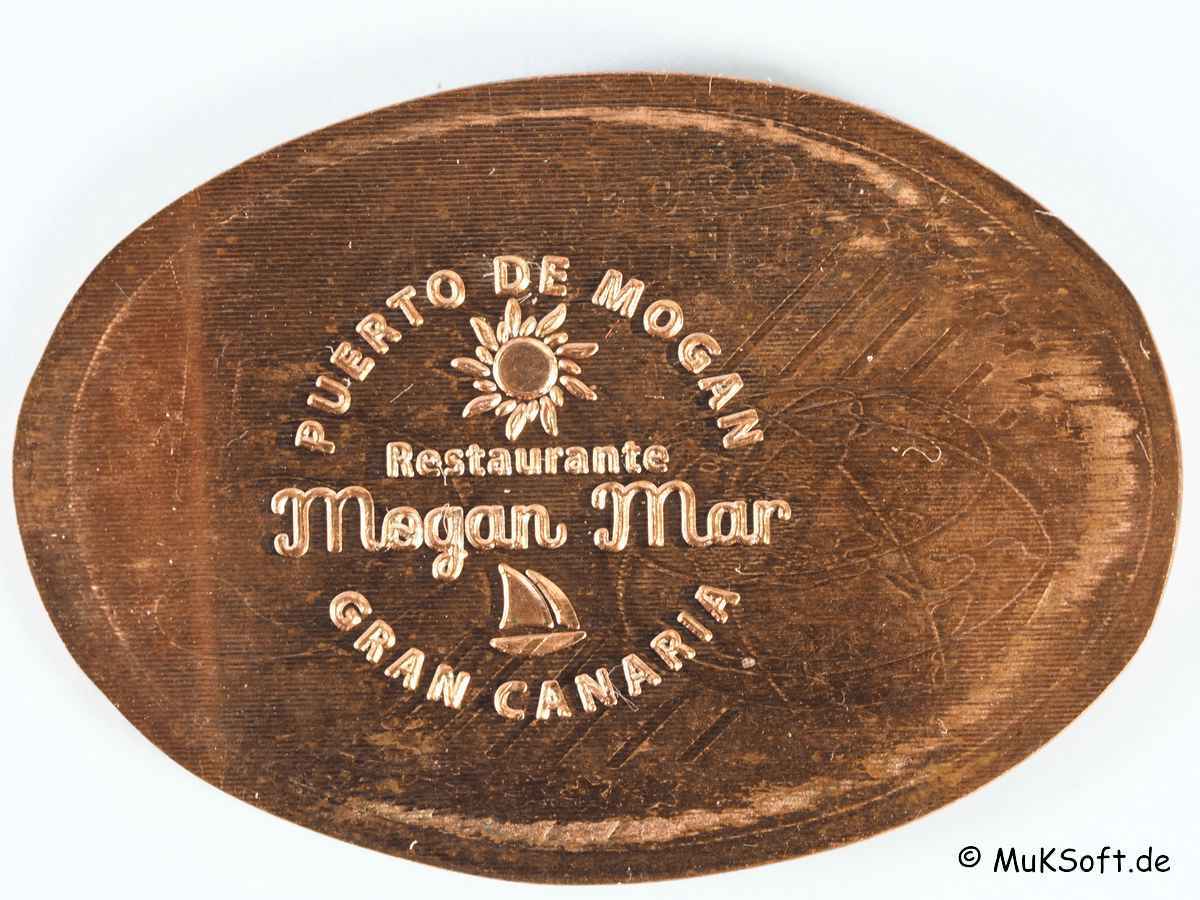 PUERTO DE MOGAN
Restaurante
Mogan Mar
GRAN CANARIA
© MuKSoft.de